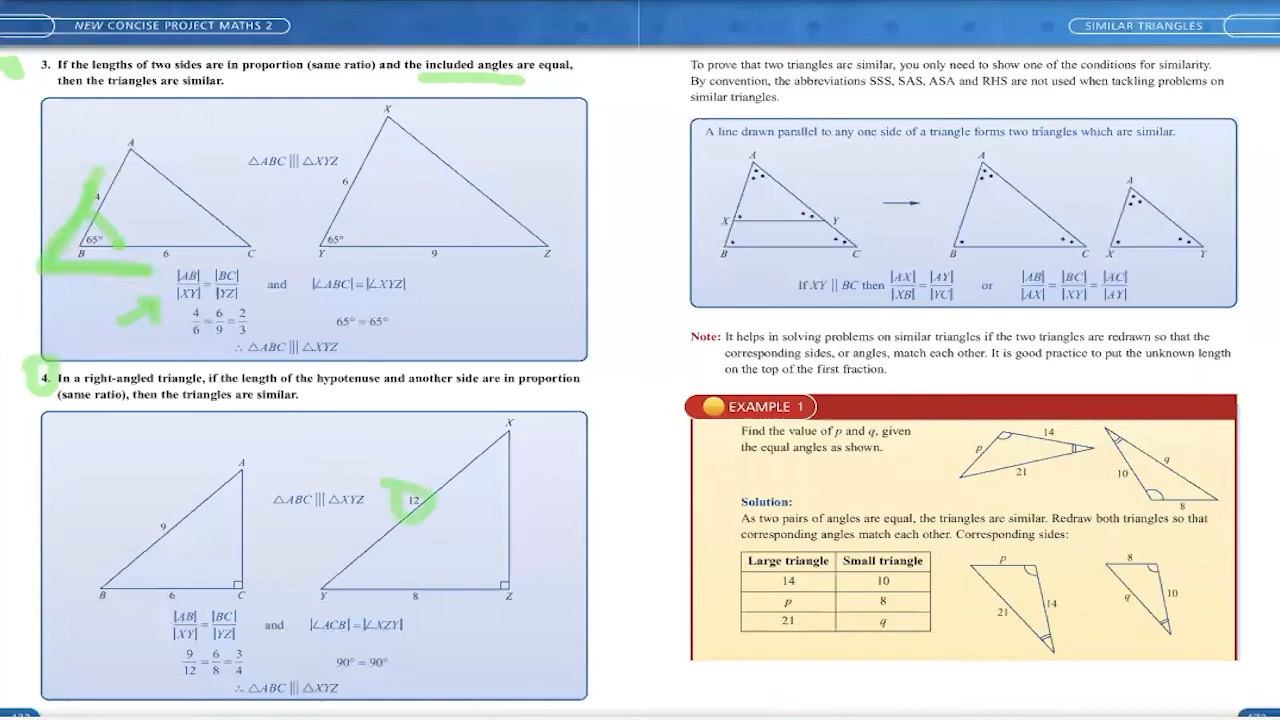 NEW CONCISE PROJECT MATHS 2
3. If the lengths of two sides are in proportion (same ratio) and the included angles are equal,
then the triangles are similar.
A
4
65°
B
6
C
△ABC ||| △XYZ
X
6
65°
Y
9
Z
|AB| / |XY| = |BC| / |YZ| and |∠ABC| = |∠XYZ|
4/6 = 6/9 = 2/3 65° = 65°
∴ △ABC ||| △XYZ
4. In a right-angled triangle, if the length of the hypotenuse and another side are in proportion
(same ratio), then the triangles are similar.
A
9
B
6
C
△ABC ||| △XYZ
X
12
Y
8
Z
|AB| / |XY| = |BC| / |YZ| and |∠ACB| = |∠XZY|
9/12 = 6/8 = 3/4 90° = 90°
∴ △ABC ||| △XYZ
SIMILAR TRIANGLES
To prove that two triangles are similar, you only need to show one of the conditions for similarity.
By convention, the abbreviations SSS, SAS, ASA and RHS are not used when tackling problems on
similar triangles.
A line drawn parallel to any one side of a triangle forms two triangles which are similar.
A
X
Y
B
C
A
B
C
A
X
Y
If XY || BC then |AX| / |XB| = |AY| / |YC| or |AB| / |AX| = |BC| / |XY| = |AC| / |AY|
Note: It helps in solving problems on similar triangles if the two triangles are redrawn so that the
corresponding sides, or angles, match each other. It is good practice to put the unknown length
on the top of the first fraction.
EXAMPLE 1
Find the value of p and q, given
the equal angles as shown.
14
p
21
q
10
8
Solution:
As two pairs of angles are equal, the triangles are similar. Redraw both triangles so that
corresponding angles match each other. Corresponding sides:
Large triangle Small triangle
14 10
p 8
21 q
p
14
21
8
10
q